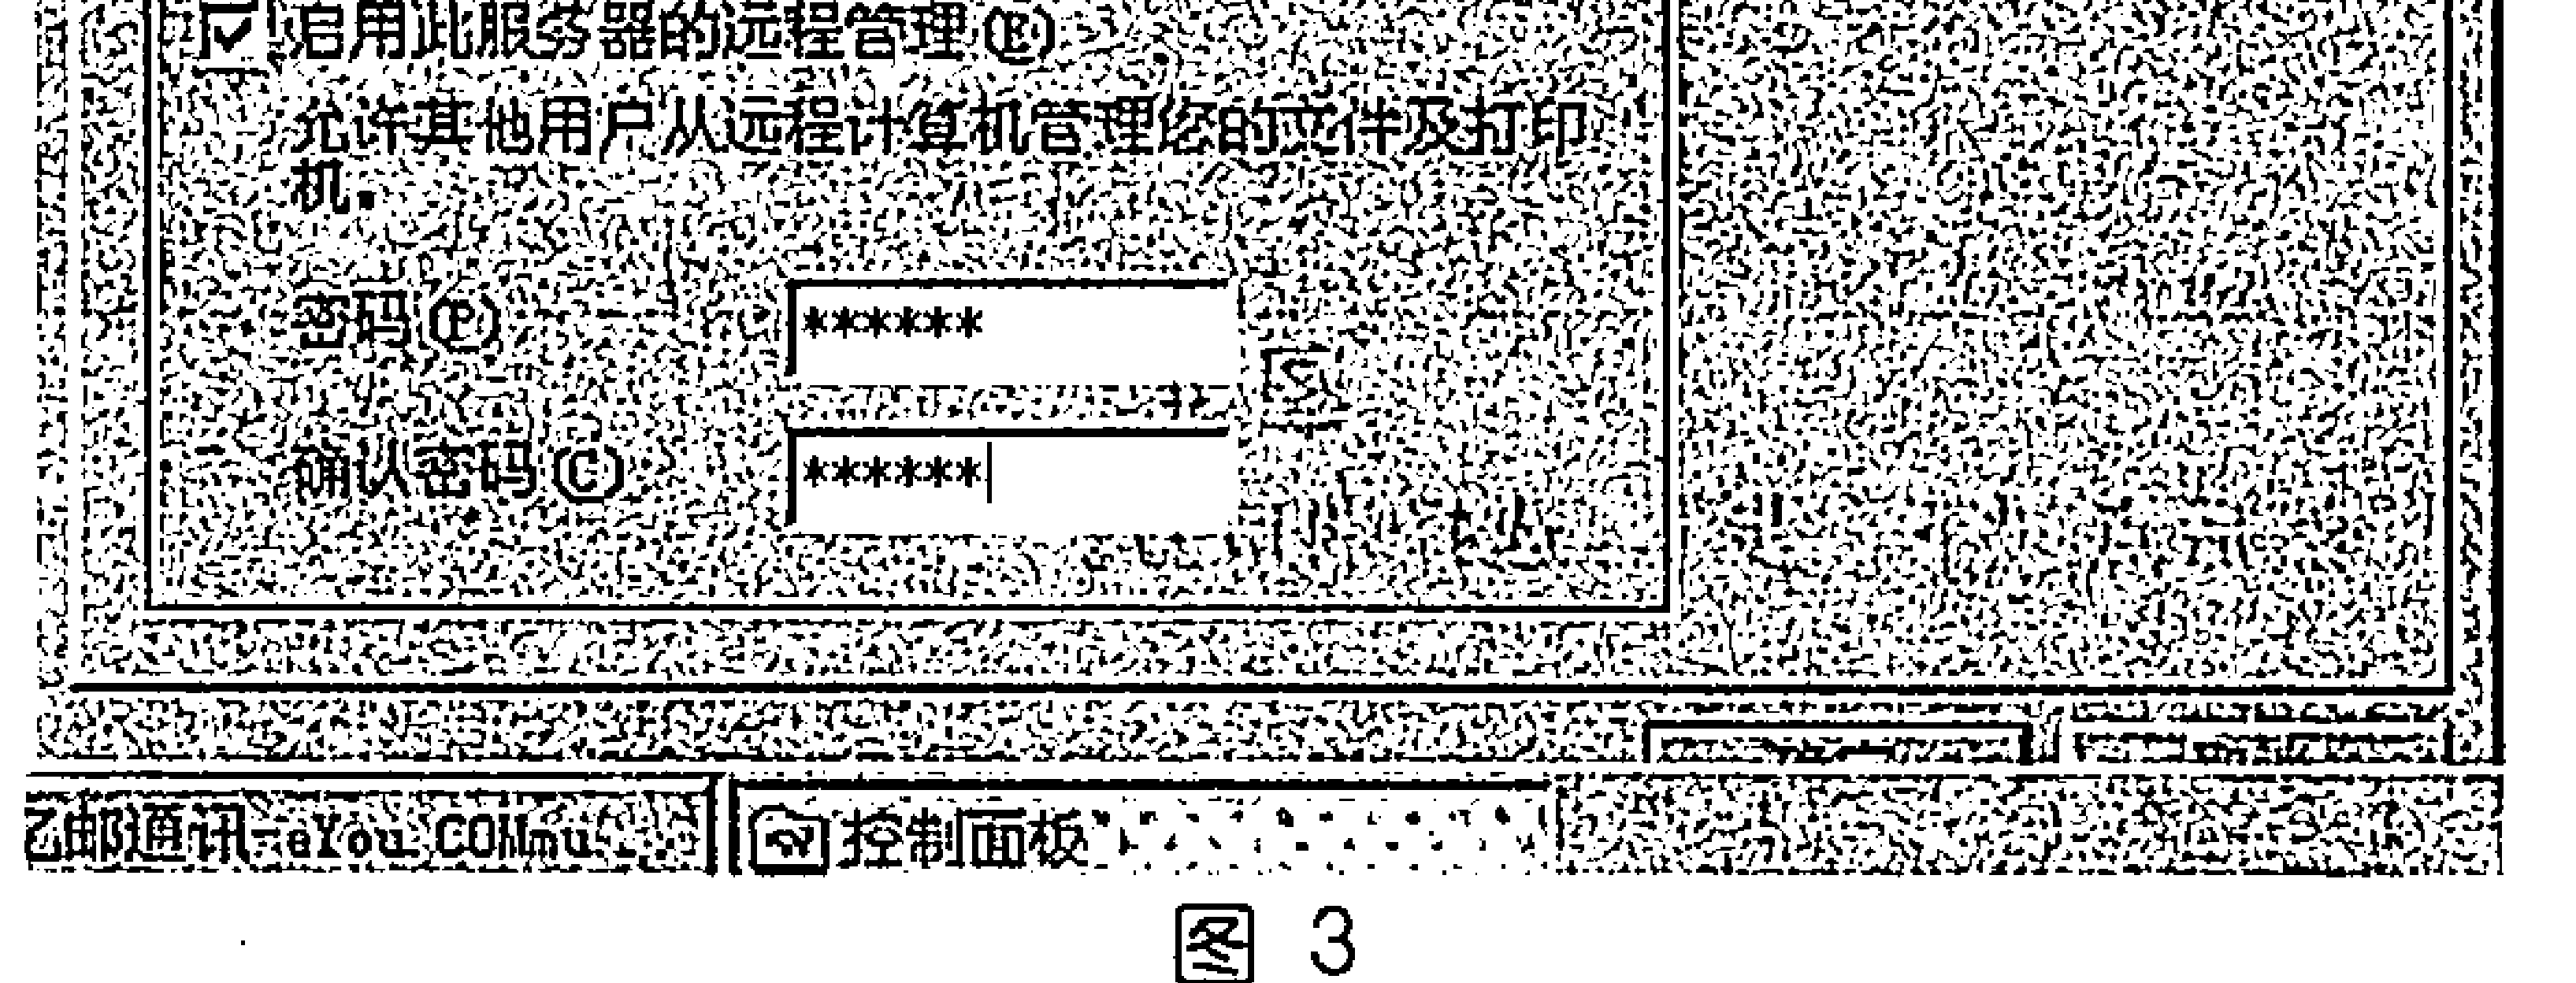 启用此服务器的远程管理(E)
允许其他用户从远程计算机管理您的文件及打印
机.
密码(P)
******
确认密码(C)
******
亿邮通讯-eYou.COMmu...
控制面板
图 3